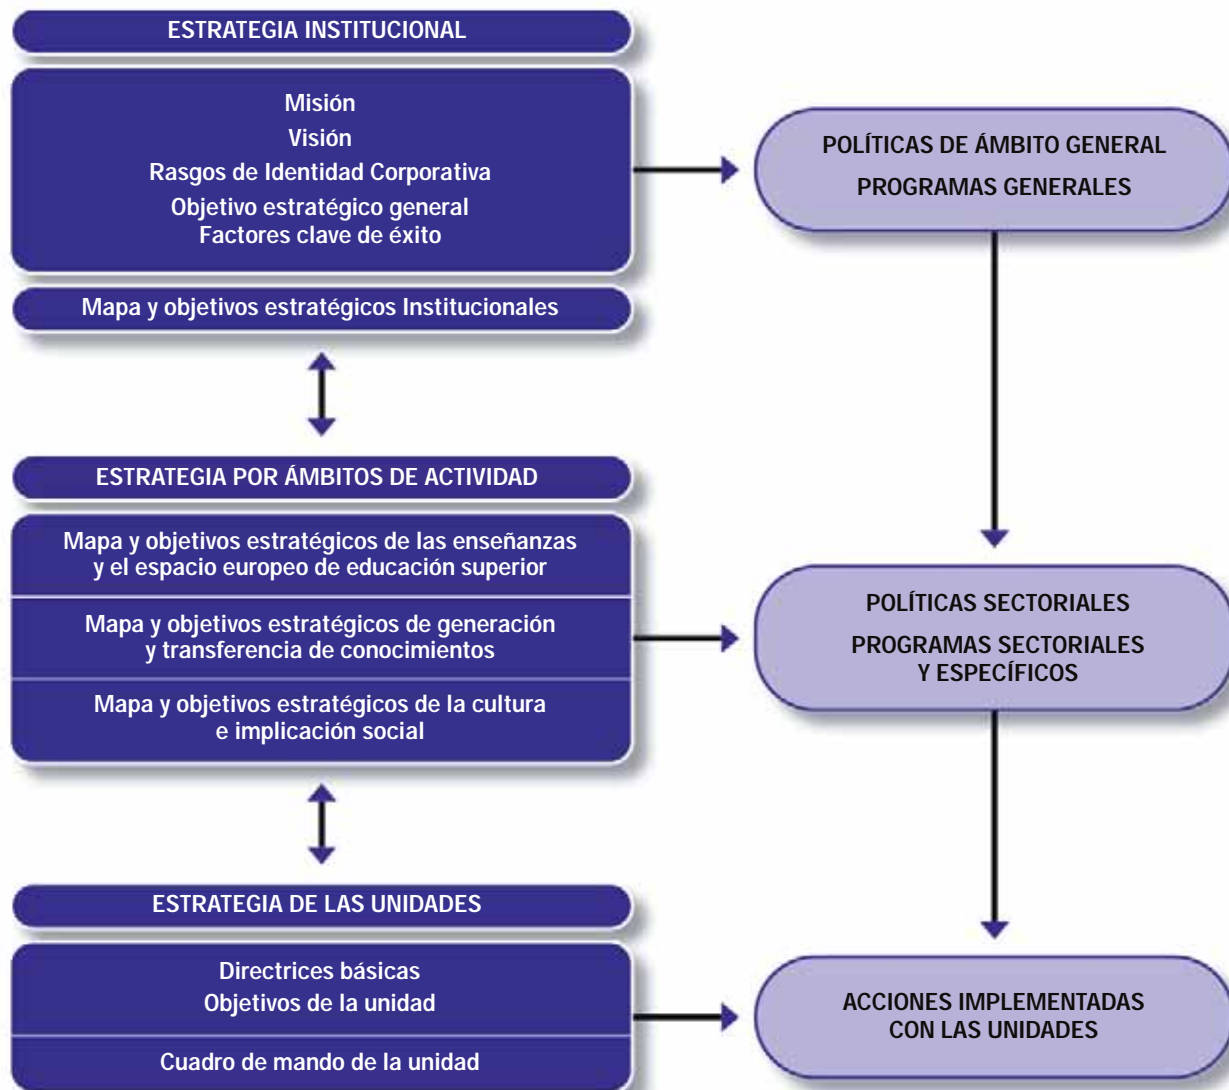 ESTRATEGIA INSTITUCIONAL
Misión
Visión
Rasgos de Identidad Corporativa
Objetivo estratégico general
Factores clave de éxito
Mapa y objetivos estratégicos Institucionales
POLÍTICAS DE ÁMBITO GENERAL
PROGRAMAS GENERALES
ESTRATEGIA POR ÁMBITOS DE ACTIVIDAD
Mapa y objetivos estratégicos de las enseñanzas
y el espacio europeo de educación superior
Mapa y objetivos estratégicos de generación
y transferencia de conocimientos
Mapa y objetivos estratégicos de la cultura
e implicación social
POLÍTICAS SECTORIALES
PROGRAMAS SECTORIALES
Y ESPECÍFICOS
ESTRATEGIA DE LAS UNIDADES
Directrices básicas
Objetivos de la unidad
Cuadro de mando de la unidad
ACCIONES IMPLEMENTADAS
CON LAS UNIDADES